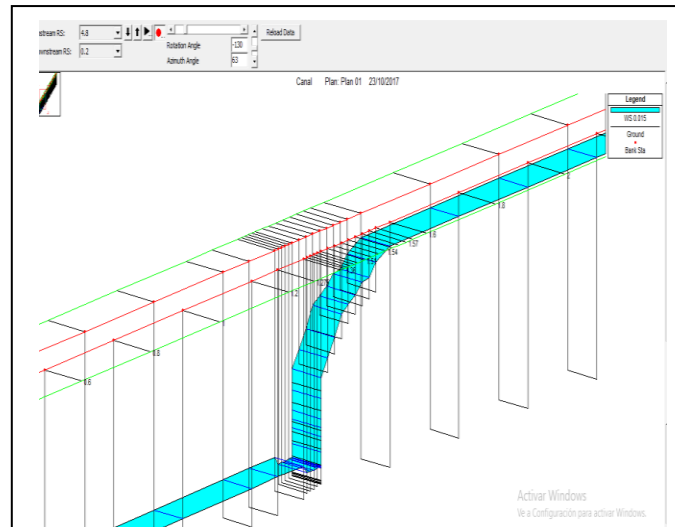 stream RS: 4.8
Reload Data
Rotation Angle -130
ownstream RS: 0.2
Azimuth Angle 63
Canal Plan: Plan 01 23/10/2017
Legend
WS 0.015
Ground
Bank Sta
2
1.8
1.6
1.57
1.54
1.2
1
0.8
0.6
Activar Windows
Ve a Configuración para activar Windows.